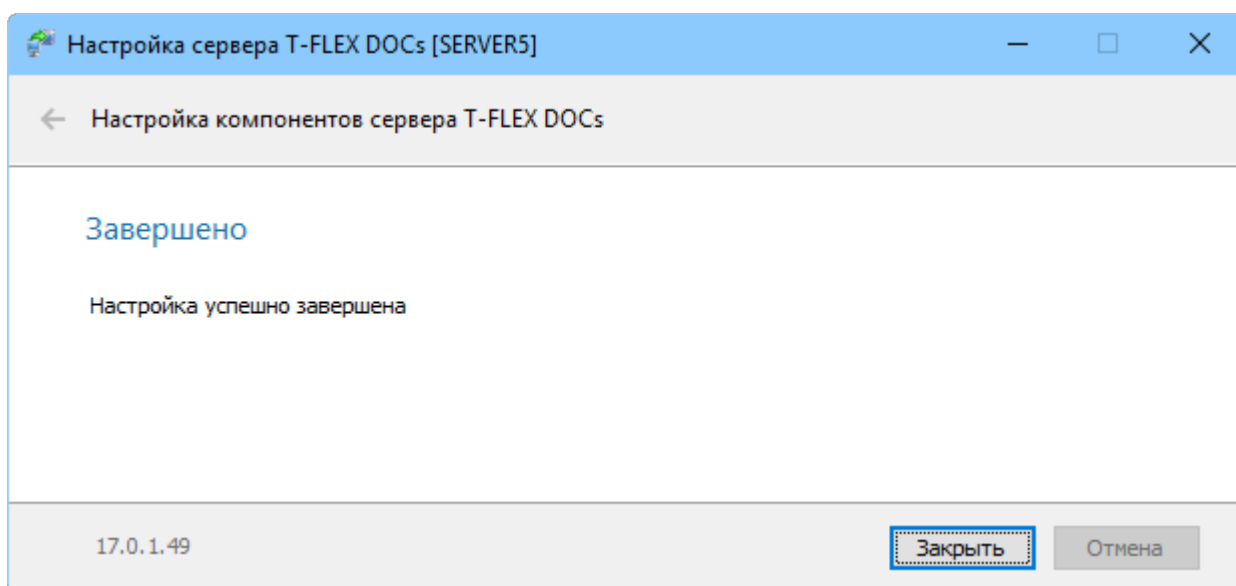 Настройка сервера T-FLEX DOCs [SERVER5]
Настройка компонентов сервера T-FLEX DOCs
Завершено
Настройка успешно завершена
17.0.1.49
Закрыть
Отмена